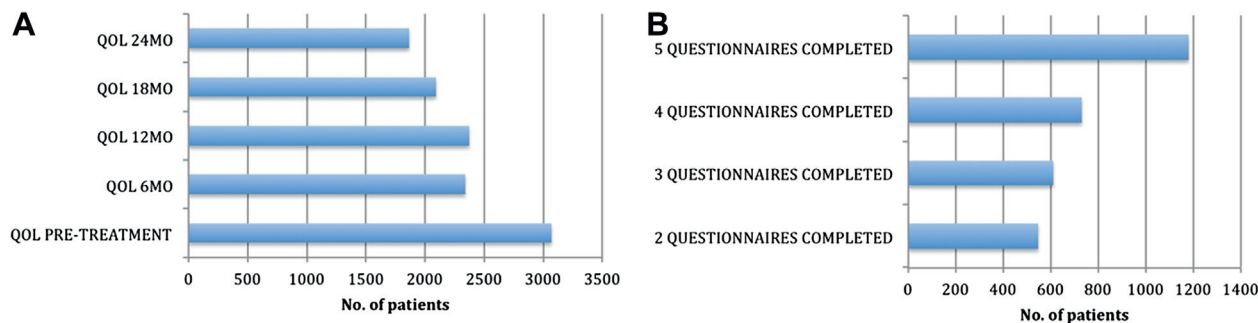 A
QOL 24MO
QOL 18MO
QOL 12MO
QOL 6MO
QOL PRE-TREATMENT
0 500 1000 1500 2000 2500 3000 3500
No. of patients
B
5 QUESTIONNAIRES COMPLETED
4 QUESTIONNAIRES COMPLETED
3 QUESTIONNAIRES COMPLETED
2 QUESTIONNAIRES COMPLETED
0 200 400 600 800 1000 1200 1400
No. of patients